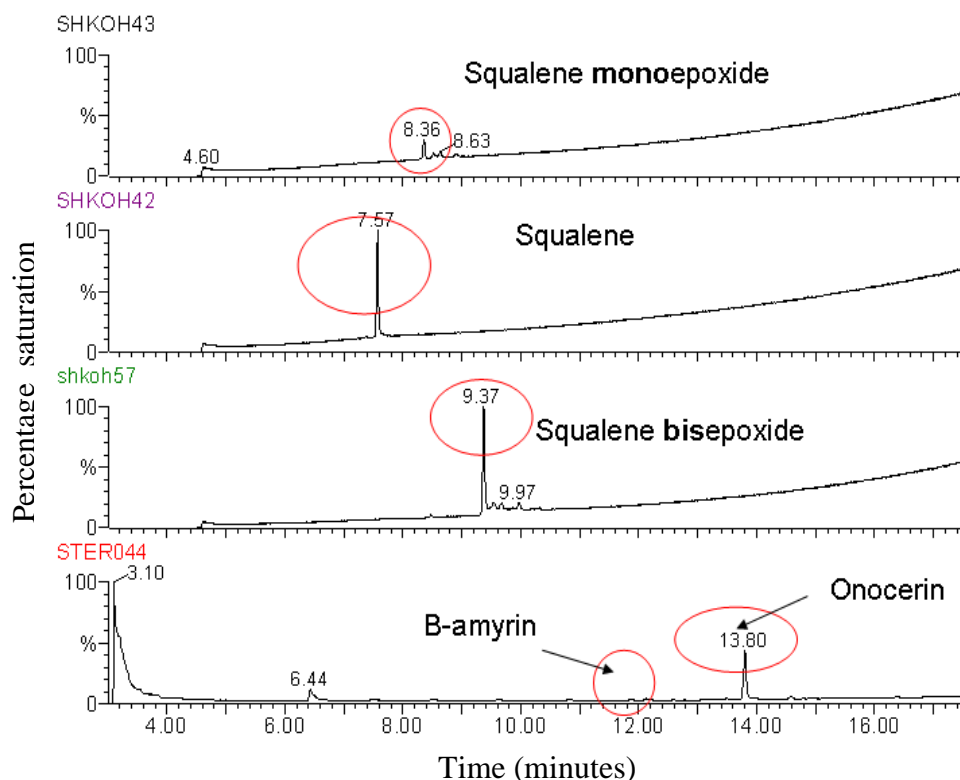 SHKOH43
100
Squalene monoepoxide
%
8.36
8.63
4.60
0
SHKOH42
7.57
100
Squalene
%
0
shkoh57
9.37
100
Squalene bisepoxide
%
9.97
0
STER044
3.10
100
Onocerin
B-amyrin
%
13.80
6.44
0
4.00 6.00 8.00 10.00 12.00 14.00 16.00
Time (minutes)
Percentage saturation